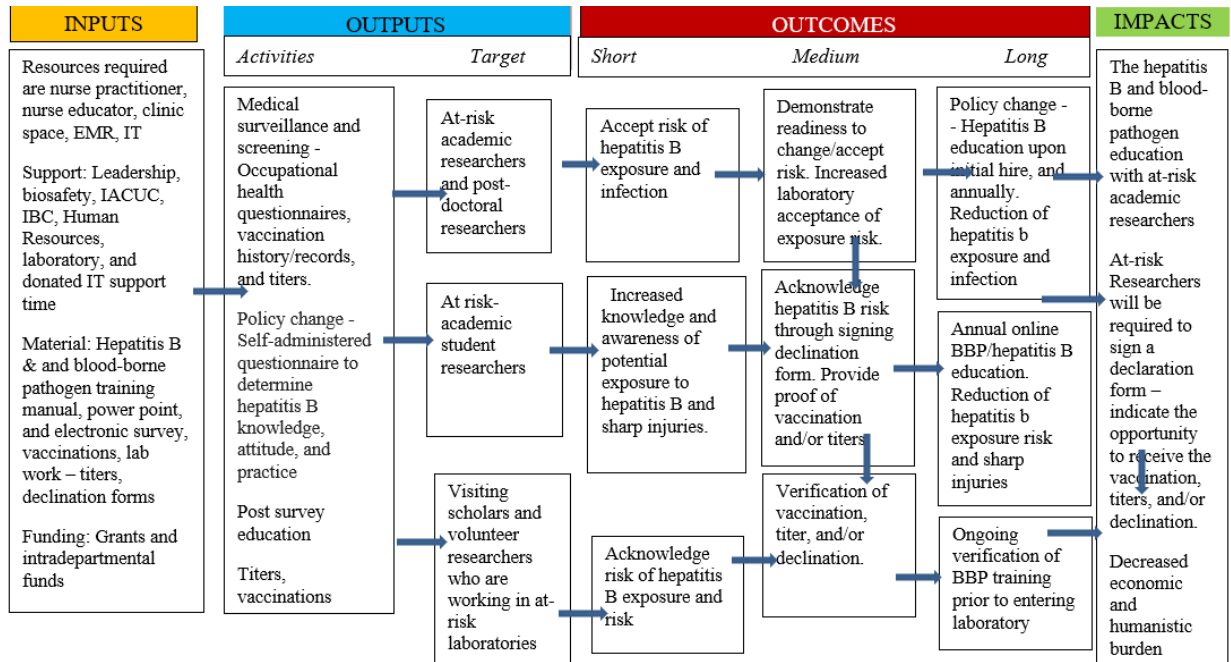 INPUTS
Resources required
are nurse practitioner,
nurse educator, clinic
space, EMR, IT
Support: Leadership,
biosafety, IACUC,
IBC, Human
Resources,
laboratory, and
donated IT support
time
Material: Hepatitis B
& and blood-borne
pathogen training
manual, power point,
and electronic survey,
vaccinations, lab
work – titers,
declination forms
Funding: Grants and
intradepartmental
funds
OUTPUTS
Activities
Target
Medical
surveillance and
screening -
Occupational
health
questionnaires,
vaccination
history/records,
and titers.
Policy change -
Self-administered
questionnaire to
determine
hepatitis B
knowledge,
attitude, and
practice
Post survey
education
Titers,
vaccinations
At-risk
academic
researchers
and post-
doctoral
researchers
At risk-
academic
student
researchers
Visiting
scholars and
volunteer
researchers
who are
working in at-
risk
laboratories
OUTCOMES
Short
Medium
Long
Accept risk of
hepatitis B
exposure and
infection
Increased
knowledge and
awareness of
potential
exposure to
hepatitis B and
sharp injuries.
Acknowledge
risk of hepatitis
B exposure and
risk
Demonstrate
readiness to
change/accept
risk. Increased
laboratory
acceptance of
exposure risk.
Acknowledge
hepatitis B risk
through signing
declination
form. Provide
proof of
vaccination
and/or titers
Verification of
vaccination,
titer, and/or
declination.
Policy change -
- Hepatitis B
education upon
initial hire, and
annually.
Reduction of
hepatitis b
exposure and
infection
Annual online
BBP/hepatitis B
education.
Reduction of
hepatitis b
exposure risk
and sharp
injuries
Ongoing
verification of
BBP training
prior to entering
laboratory
IMPACTS
The hepatitis
B and blood-
borne
pathogen
education
with at-risk
academic
researchers
At-risk
Researchers
will be
required to
sign a
declaration
form –
indicate the
opportunity
to receive the
vaccination,
titers, and/or
declination.
Decreased
economic
and
humanistic
burden